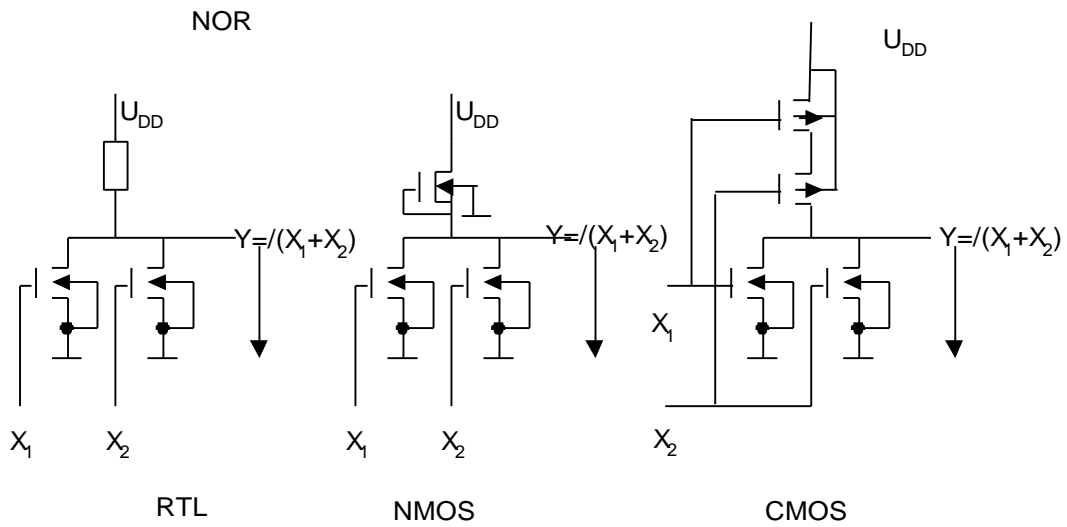 NOR
U_DD
U_DD
U_DD
Y=/(X_1+X_2)
Y=/(X_1+X_2)
Y=/(X_1+X_2)
X_1
X_1
X_2
X_1
X_2
X_2
RTL
NMOS
CMOS